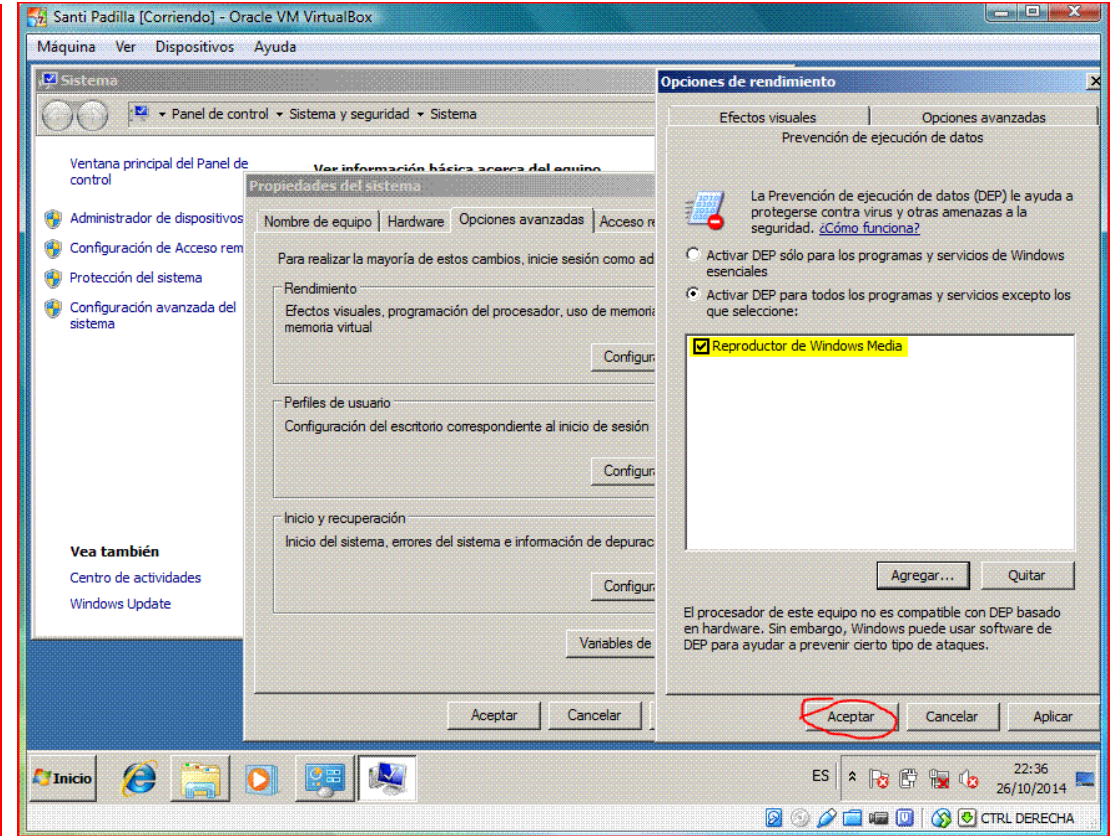 Santi Padilla [Corriendo] - Oracle VM VirtualBox
Máquina Ver Dispositivos Ayuda
Sistema
Panel de control Sistema y seguridad Sistema
Ventana principal del Panel de
control
Administrador de dispositivos
Configuración de Acceso rem
Protección del sistema
Configuración avanzada del
sistema
Vea también
Centro de actividades
Windows Update
Ver información básica acerca del equipo
Propiedades del sistema
Nombre de equipo Hardware Opciones avanzadas Acceso re
Para realizar la mayoría de estos cambios, inicie sesión como ad
Rendimiento
Efectos visuales, programación del procesador, uso de memoria
memoria virtual
Configura
Perfiles de usuario
Configuración del escritorio correspondiente al inicio de sesión
Configura
Inicio y recuperación
Inicio del sistema, errores del sistema e información de depurac
Configura
Variables de
Aceptar Cancelar
Opciones de rendimiento
Efectos visuales Opciones avanzadas
Prevención de ejecución de datos
La Prevención de ejecución de datos (DEP) le ayuda a
protegerse contra virus y otras amenazas a la
seguridad. ¿Cómo funciona?
Activar DEP sólo para los programas y servicios de Windows
esenciales
Activar DEP para todos los programas y servicios excepto los
que seleccione:
Reproductor de Windows Media
Agregar... Quitar
El procesador de este equipo no es compatible con DEP basado
en hardware. Sin embargo, Windows puede usar software de
DEP para ayudar a prevenir cierto tipo de ataques.
Aceptar Cancelar Aplicar
Inicio
ES
22:36
26/10/2014
CTRL DERECHA